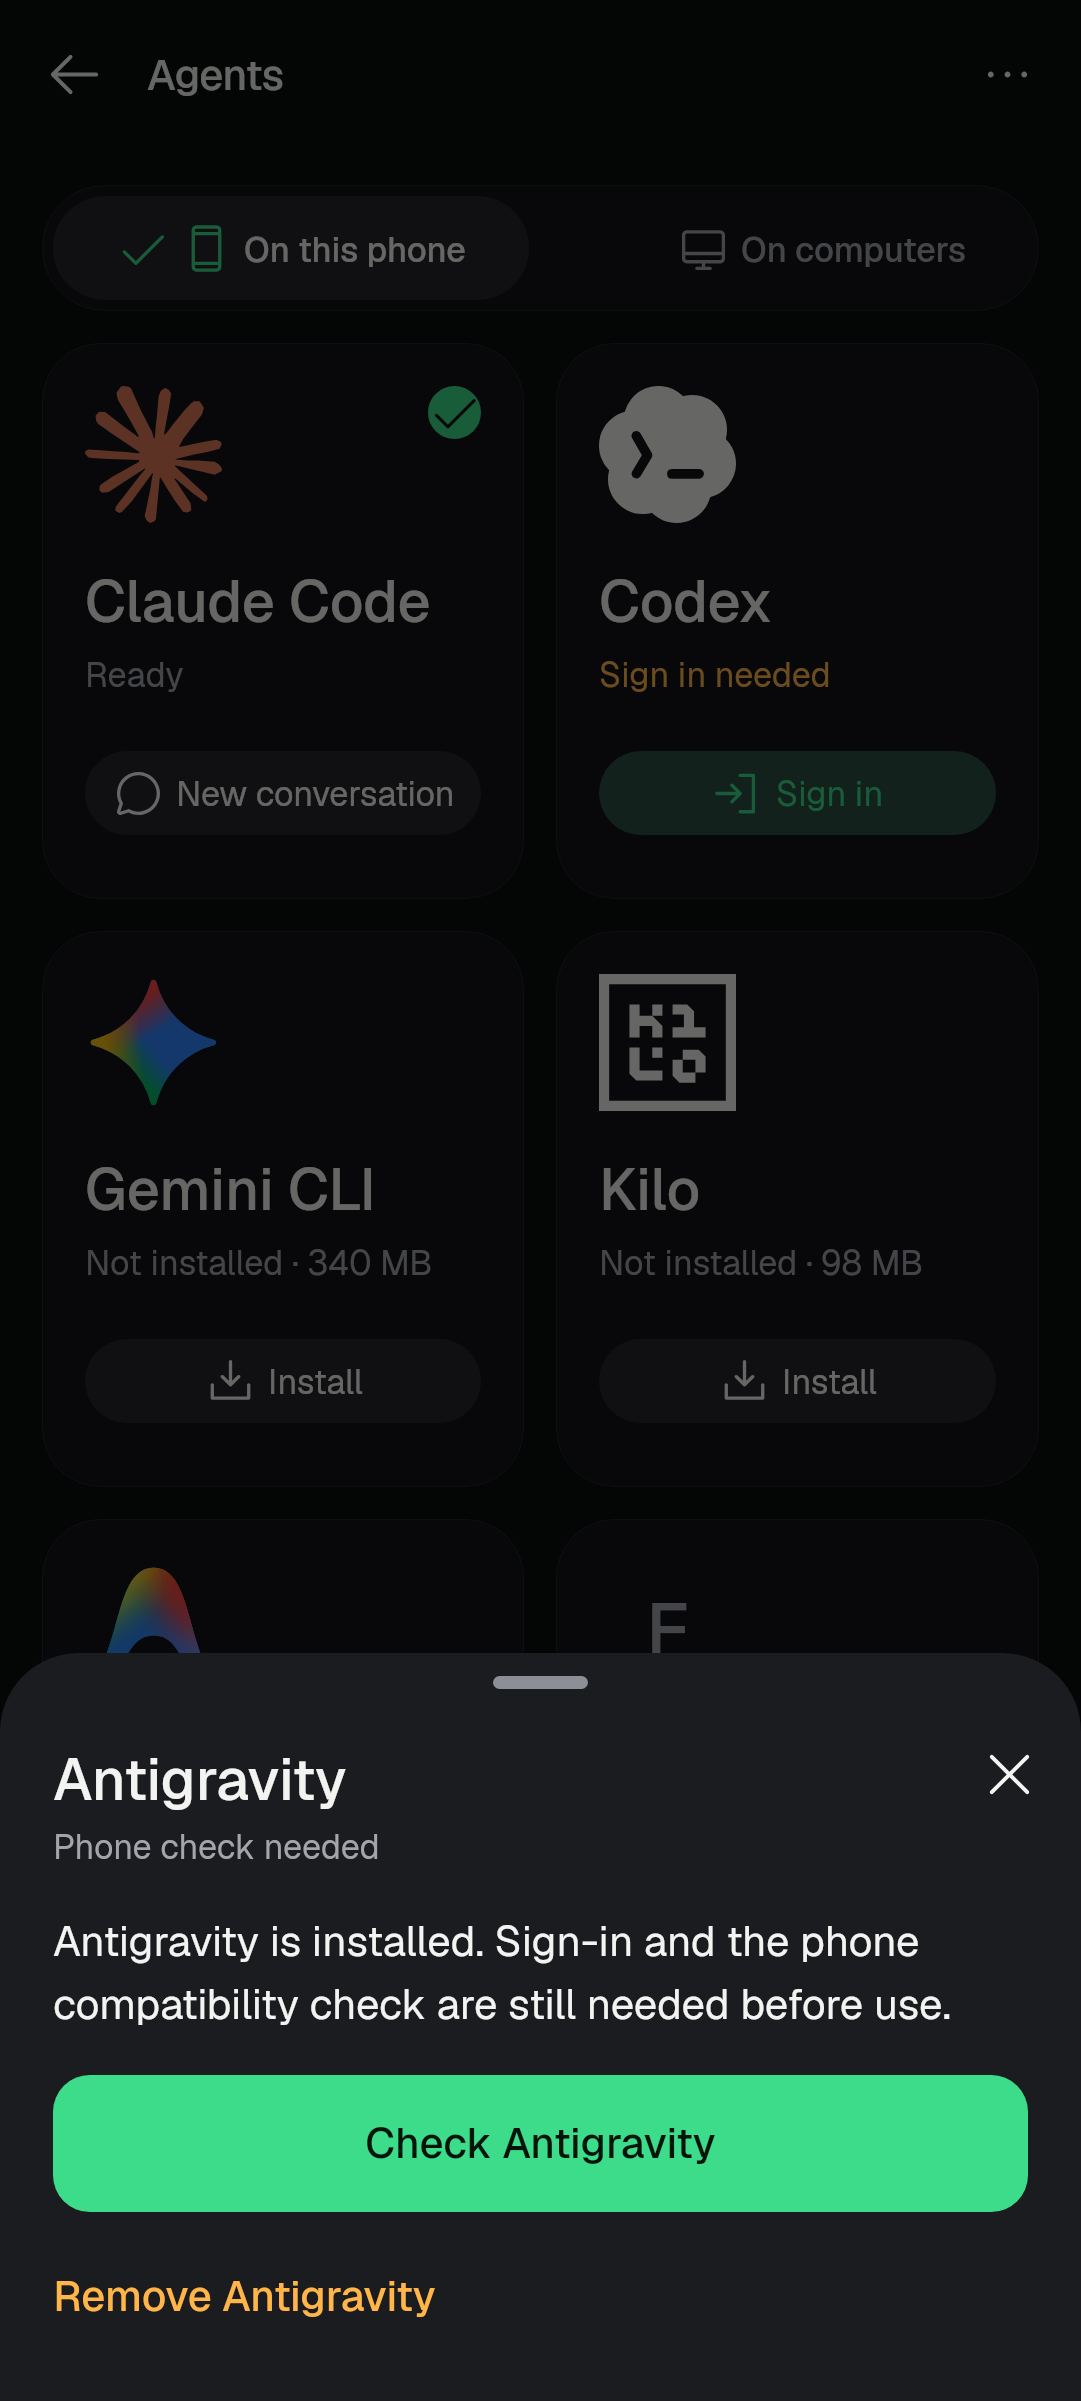 Agents
On this phone
On computers
Claude Code
Ready
New conversation
Codex
Sign in needed
Sign in
Gemini CLI
Not installed · 340 MB
Install
KILO
Kilo
Not installed · 98 MB
Install
F
Antigravity
Phone check needed
Antigravity is installed. Sign-in and the phone
compatibility check are still needed before use.
Check Antigravity
Remove Antigravity